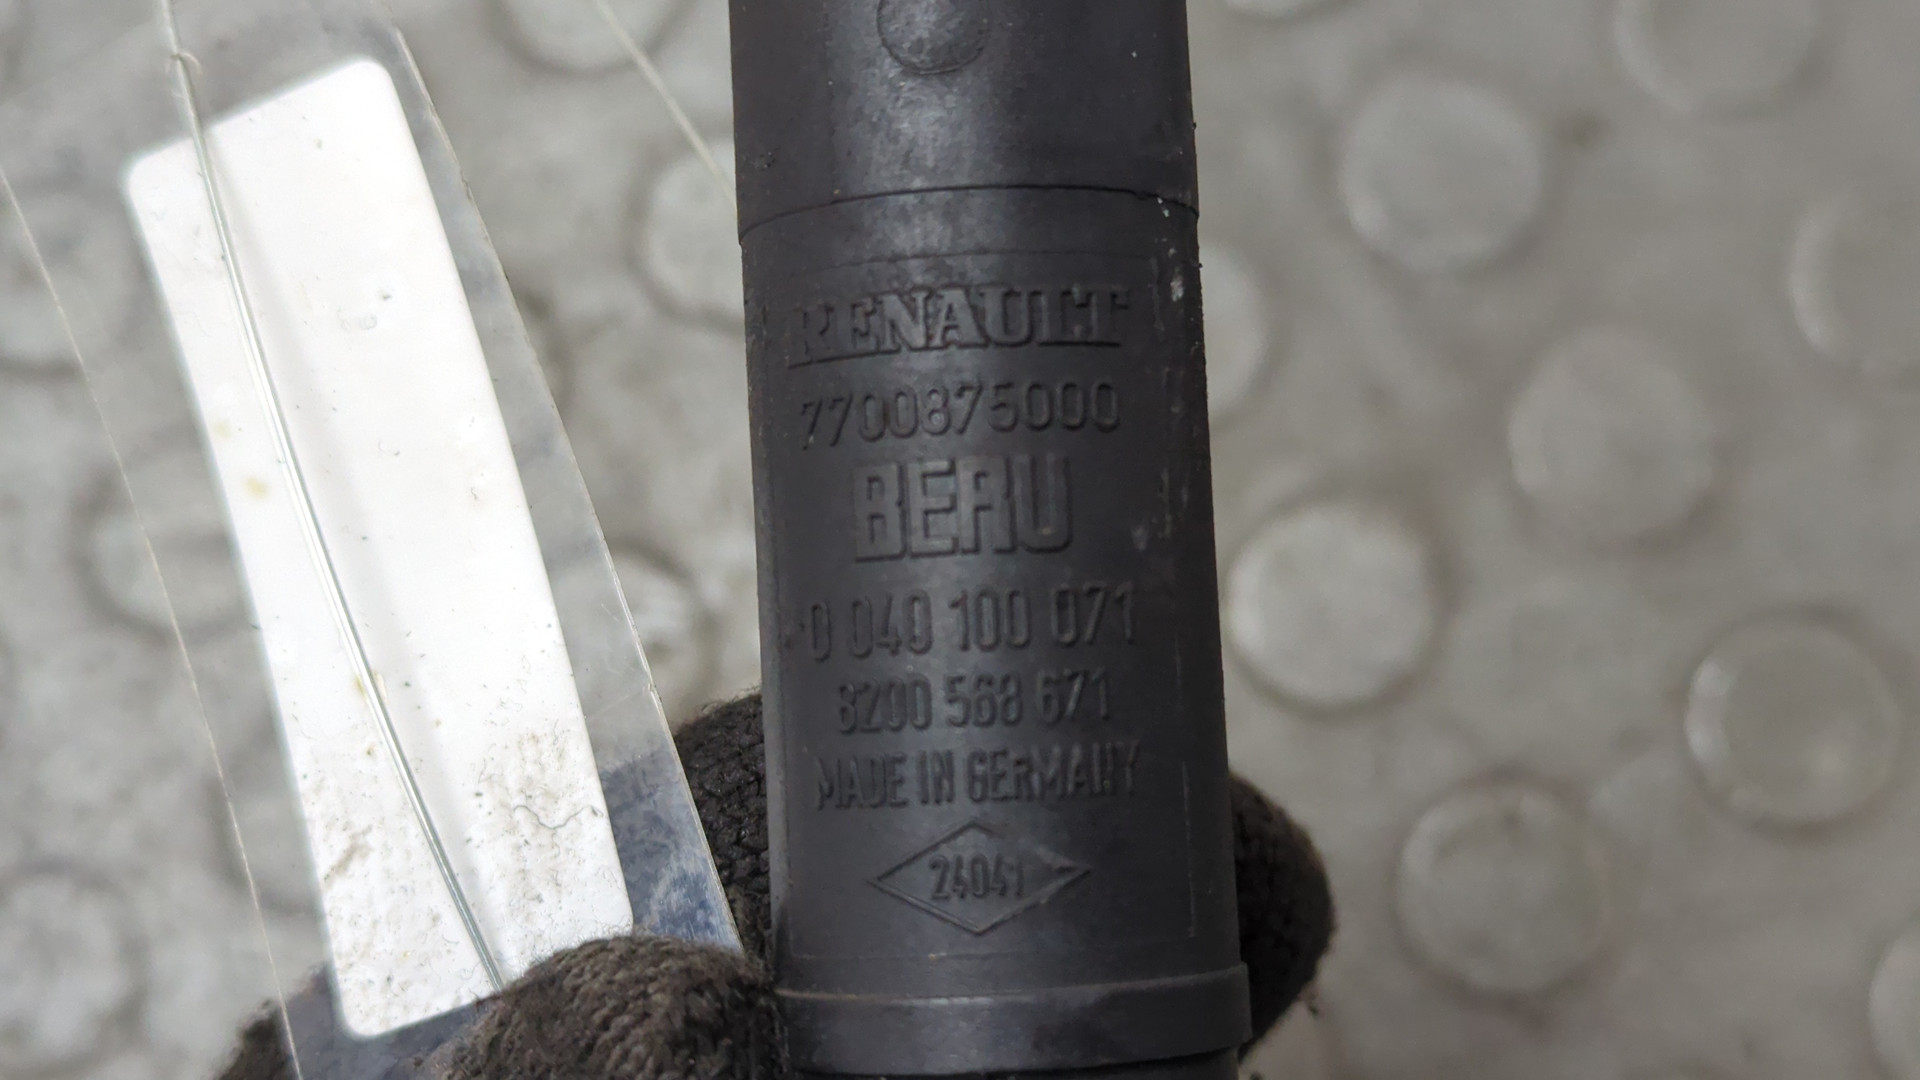 RENAULT
7700875000
BERU
0 040 100 071
8200 568 671
MADE IN GERMANY
24041